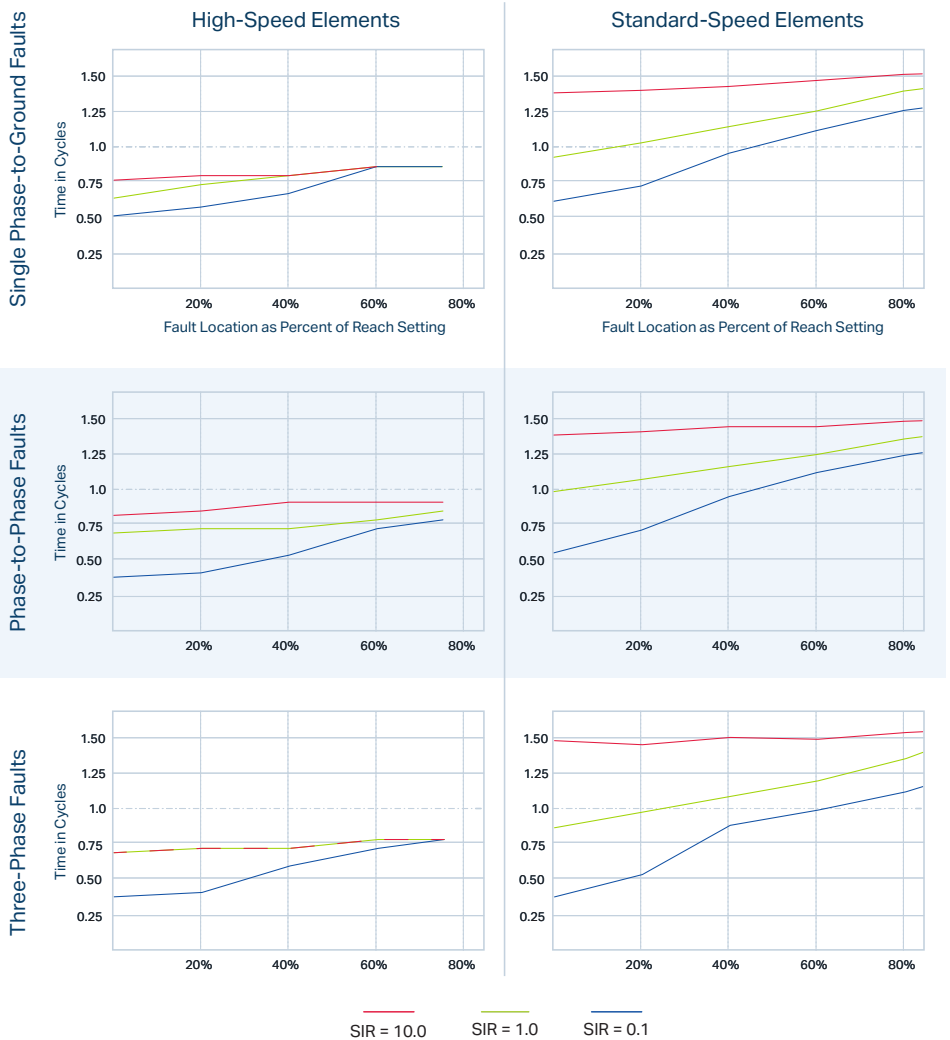 High-Speed Elements
Standard-Speed Elements
Single Phase-to-Ground Faults
Time in Cycles
1.50
1.25
1.0
0.75
0.50
0.25
20% 40% 60% 80%
Fault Location as Percent of Reach Setting
1.50
1.25
1.0
0.75
0.50
0.25
20% 40% 60% 80%
Fault Location as Percent of Reach Setting
Phase-to-Phase Faults
Time in Cycles
1.50
1.25
1.0
0.75
0.50
0.25
20% 40% 60% 80%
1.50
1.25
1.0
0.75
0.50
0.25
20% 40% 60% 80%
Three-Phase Faults
Time in Cycles
1.50
1.25
1.0
0.75
0.50
0.25
20% 40% 60% 80%
1.50
1.25
1.0
0.75
0.50
0.25
20% 40% 60% 80%
SIR = 10.0 SIR = 1.0 SIR = 0.1